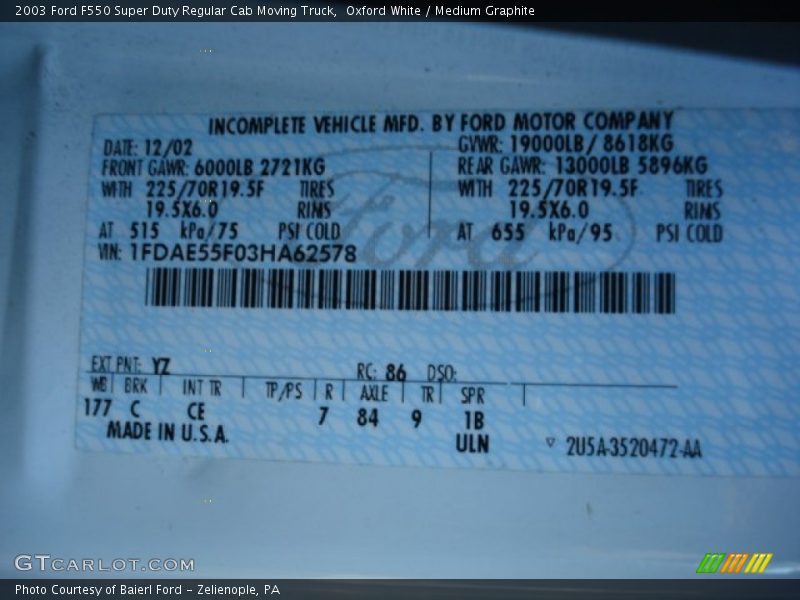 2003 Ford F550 Super Duty Regular Cab Moving Truck, Oxford White / Medium Graphite
INCOMPLETE VEHICLE MFD. BY FORD MOTOR COMPANY
DATE: 12/02 GVWR: 19000LB / 8618KG
FRONT GAWR: 6000LB 2721KG REAR GAWR: 13000LB 5896KG
WITH 225/70R19.5F TIRES WITH 225/70R19.5F TIRES
19.5X6.0 RIMS 19.5X6.0 RIMS
AT 515 kPa/75 PSI COLD AT 655 kPa/95 PSI COLD
Ford
VIN: 1FDAE55F03HA62578
EXT PNT: YZ RC: 86 DSO:
WB BRK INT TR TP/PS R AXLE TR SPR
177 C CE 7 84 9 1B
MADE IN U.S.A. ULN 2U5A-3520472-AA
GTCARLOT.COM
Photo Courtesy of Baierl Ford - Zelienople, PA